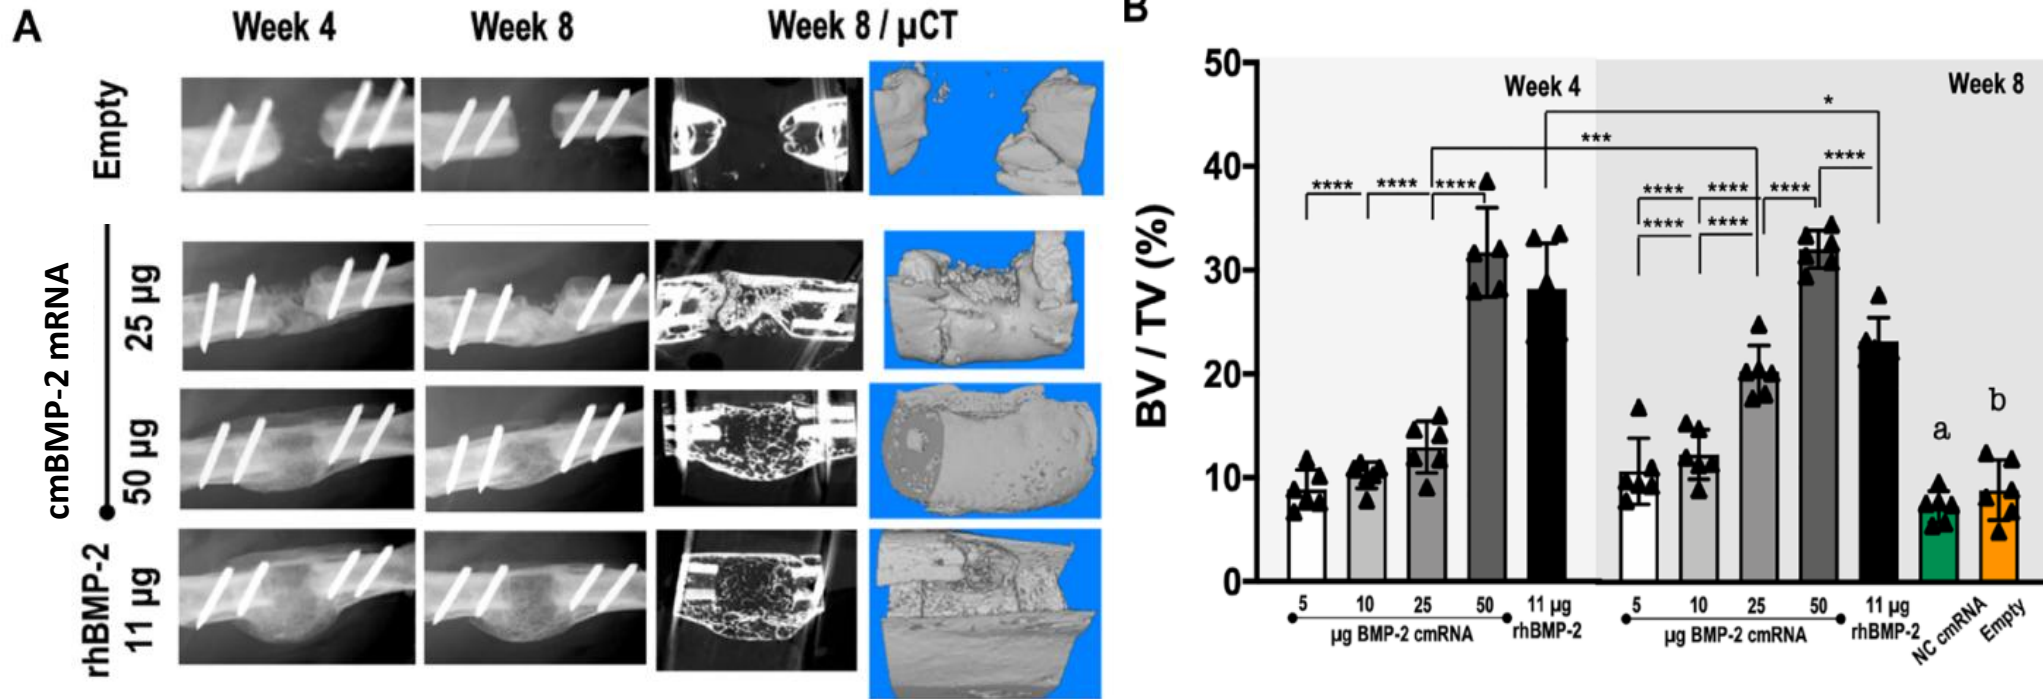 A
Week 4
Week 8
Week 8 / µCT
Empty
cmBMP-2 mRNA
25 µg
50 µg
rhBMP-2
11 µg
B
BV / TV (%)
50
40
30
20
10
0
Week 4
Week 8
*
***
****
**** **** ****
**** **** ****
**** ****
a
b
5 10 25 50 11 µg
µg BMP-2 cmRNA rhBMP-2
5 10 25 50 11 µg
µg BMP-2 cmRNA rhBMP-2
NC cmRNA
Empty